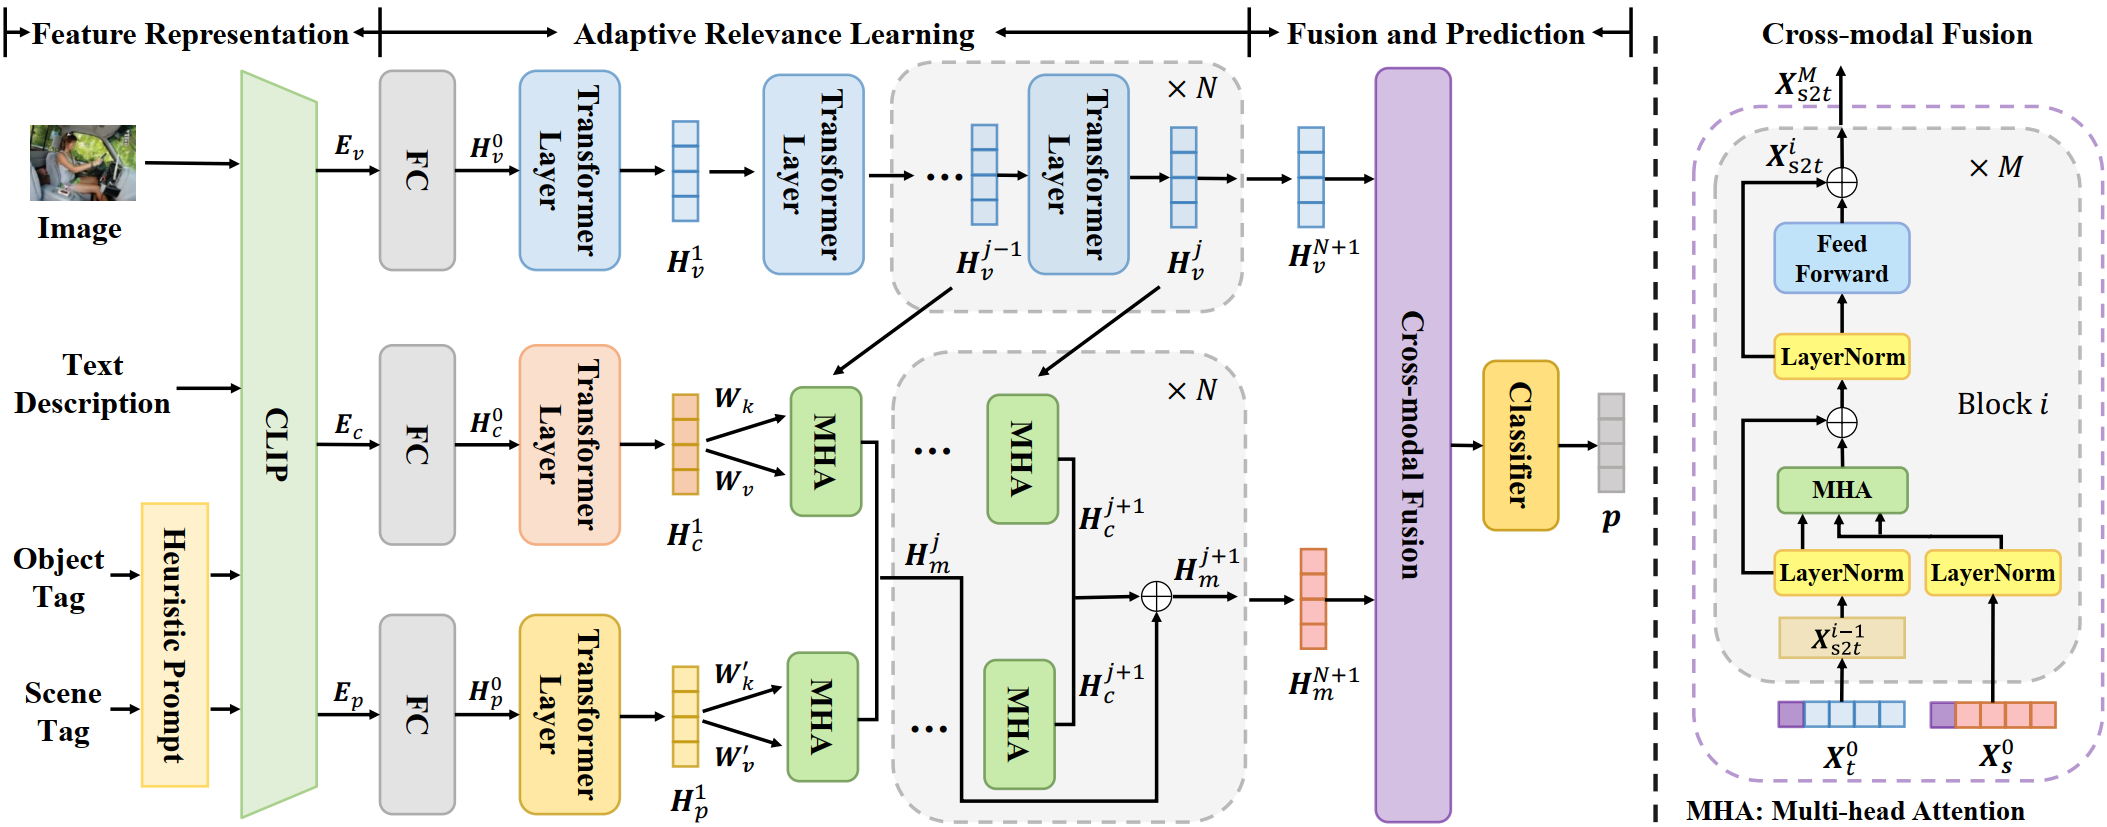 Feature Representation
Adaptive Relevance Learning
Fusion and Prediction
Cross-modal Fusion
Image
Text
Description
Object
Tag
Scene
Tag
Heuristic Prompt
CLIP
E_v
FC
H_v^0
Transformer
Layer
H_v^1
Transformer
Layer
...
H_v^{j-1}
Transformer
Layer
H_v^j
× N
H_v^{N+1}
E_c
FC
H_c^0
Transformer
Layer
H_c^1
W_k
W_v
MHA
...
MHA
H_c^{j+1}
× N
H_m^j
H_m^{j+1}
E_p
FC
H_p^0
Transformer
Layer
H_p^1
W'_k
W'_v
MHA
...
MHA
H_c^{j+1}
H_m^{N+1}
Cross-modal Fusion
Classifier
p
X_{s2t}^M
X_{s2t}^i
× M
Feed
Forward
LayerNorm
Block i
MHA
LayerNorm
LayerNorm
X_{s2t}^{i-1}
X_t^0
X_s^0
MHA: Multi-head Attention